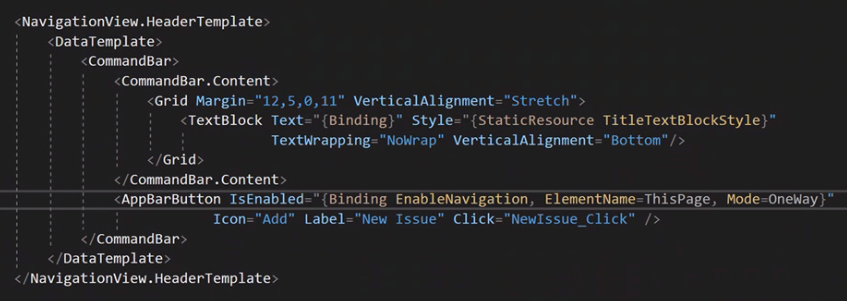 <NavigationView.HeaderTemplate>
<DataTemplate>
<CommandBar>
<CommandBar.Content>
<Grid Margin="12,5,0,11" VerticalAlignment="Stretch">
<TextBlock Text="{Binding}" Style="{StaticResource TitleTextBlockStyle}"
TextWrapping="NoWrap" VerticalAlignment="Bottom"/>
</Grid>
</CommandBar.Content>
<AppBarButton IsEnabled="{Binding EnableNavigation, ElementName=ThisPage, Mode=OneWay}"
Icon="Add" Label="New Issue" Click="NewIssue_Click" />
</CommandBar>
</DataTemplate>
</NavigationView.HeaderTemplate>